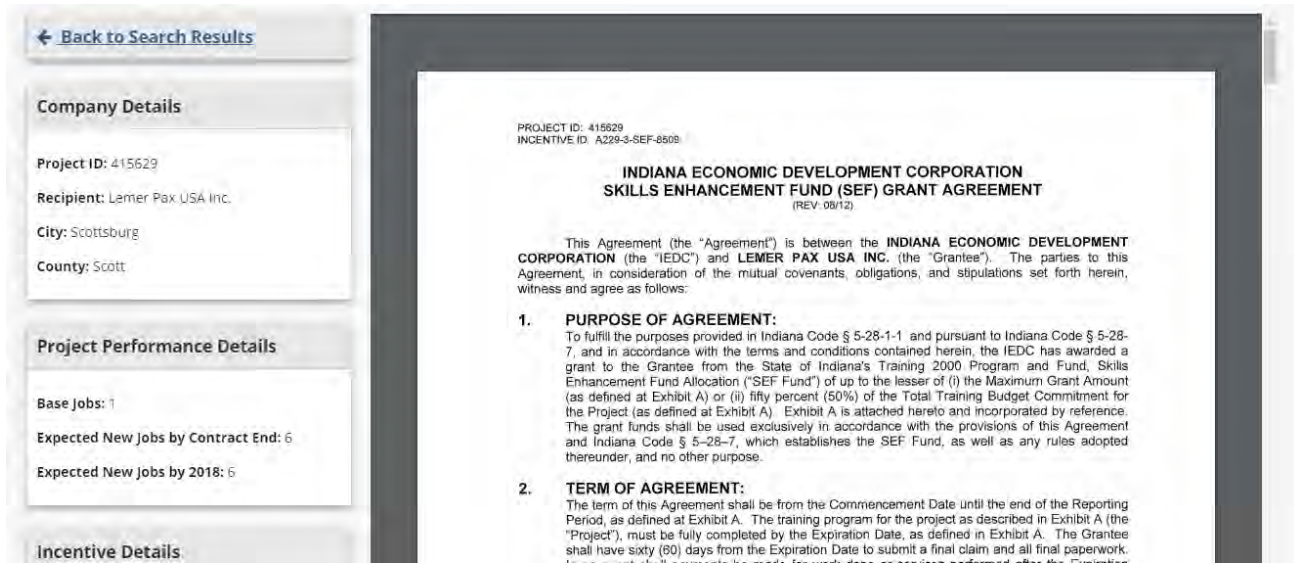 ← Back to Search Results
Company Details
Project ID: 415629
Recipient: Lemer Pax USA Inc.
City: Scottsburg
County: Scott
Project Performance Details
Base Jobs: 1
Expected New Jobs by Contract End: 6
Expected New Jobs by 2018: 6
Incentive Details
PROJECT ID: 415629
INCENTIVE ID: A229-3-SEF-8509
INDIANA ECONOMIC DEVELOPMENT CORPORATION
SKILLS ENHANCEMENT FUND (SEF) GRANT AGREEMENT
(REV: 08/12)
This Agreement (the “Agreement”) is between the INDIANA ECONOMIC DEVELOPMENT
CORPORATION (the “IEDC”) and LEMER PAX USA INC. (the “Grantee”). The parties to this
Agreement, in consideration of the mutual covenants, obligations, and stipulations set forth herein,
witness and agree as follows:
1. PURPOSE OF AGREEMENT:
To fulfill the purposes provided in Indiana Code § 5-28-1-1 and pursuant to Indiana Code § 5-28-
7, and in accordance with the terms and conditions contained herein, the IEDC has awarded a
grant to the Grantee from the State of Indiana's Training 2000 Program and Fund, Skills
Enhancement Fund Allocation (“SEF Fund”) of up to the lesser of (i) the Maximum Grant Amount
(as defined at Exhibit A) or (ii) fifty percent (50%) of the Total Training Budget Commitment for
the Project (as defined at Exhibit A). Exhibit A is attached hereto and incorporated by reference.
The grant funds shall be used exclusively in accordance with the provisions of this Agreement
and Indiana Code § 5–28–7, which establishes the SEF Fund, as well as any rules adopted
thereunder, and no other purpose.
2. TERM OF AGREEMENT:
The term of this Agreement shall be from the Commencement Date until the end of the Reporting
Period, as defined at Exhibit A. The training program for the project as described in Exhibit A (the
“Project”), must be fully completed by the Expiration Date, as defined in Exhibit A. The Grantee
shall have sixty (60) days from the Expiration Date to submit a final claim and all final paperwork.